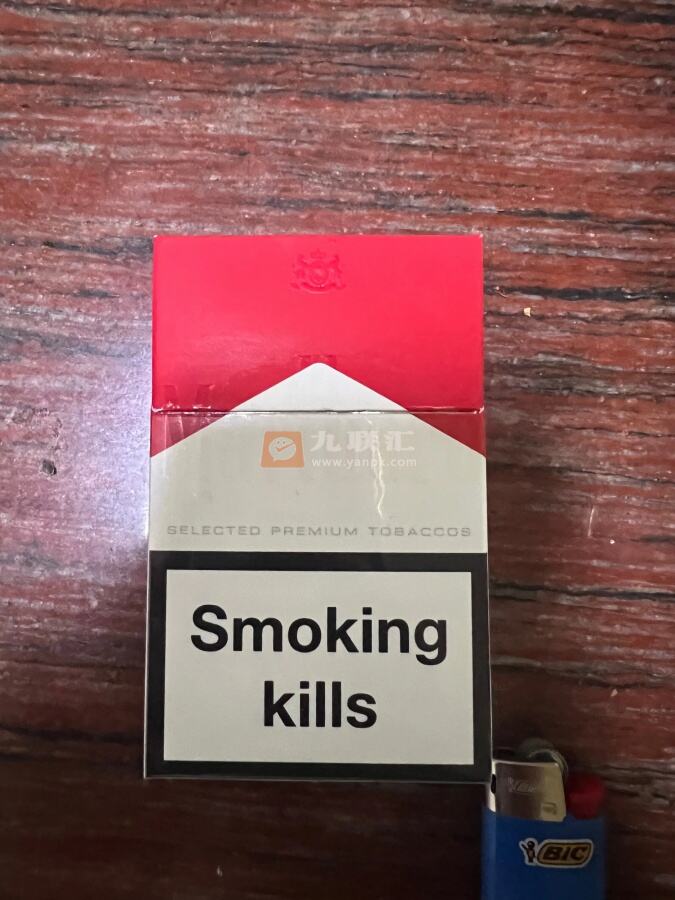 九联汇
www.yanpk.com
SELECTED PREMIUM TOBACCOS
Smoking
kills
BIC